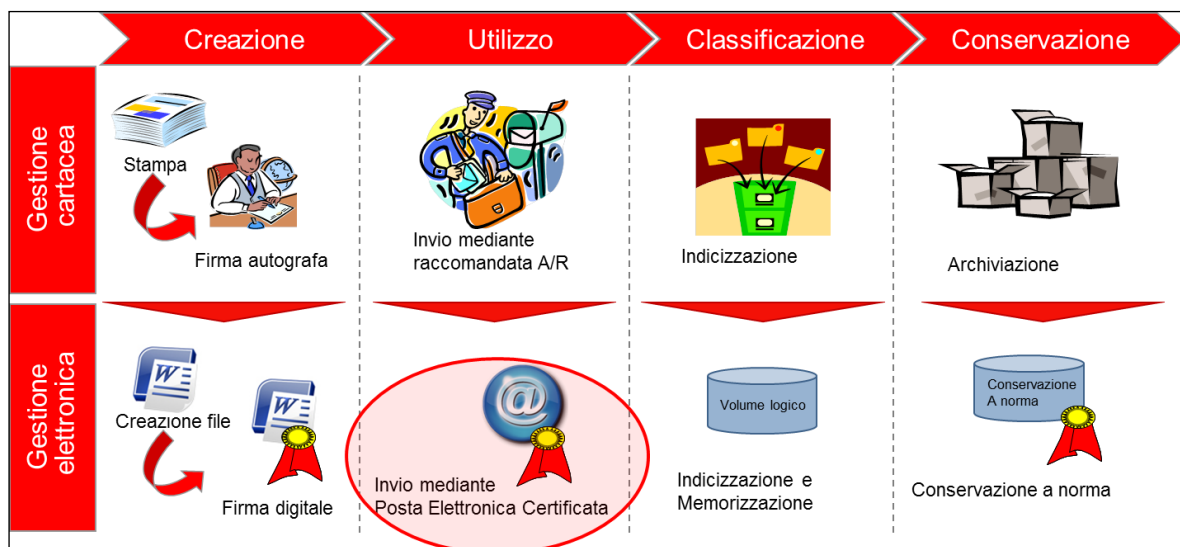 Creazione
Utilizzo
Classificazione
Conservazione
Gestione
cartacea
Stampa
Firma autografa
Invio mediante
raccomandata A/R
Indicizzazione
Archiviazione
Gestione
elettronica
W
Creazione file
W
Firma digitale
@
Invio mediante
Posta Elettronica Certificata
Volume logico
Indicizzazione e
Memorizzazione
Conservazione
A norma
Conservazione a norma